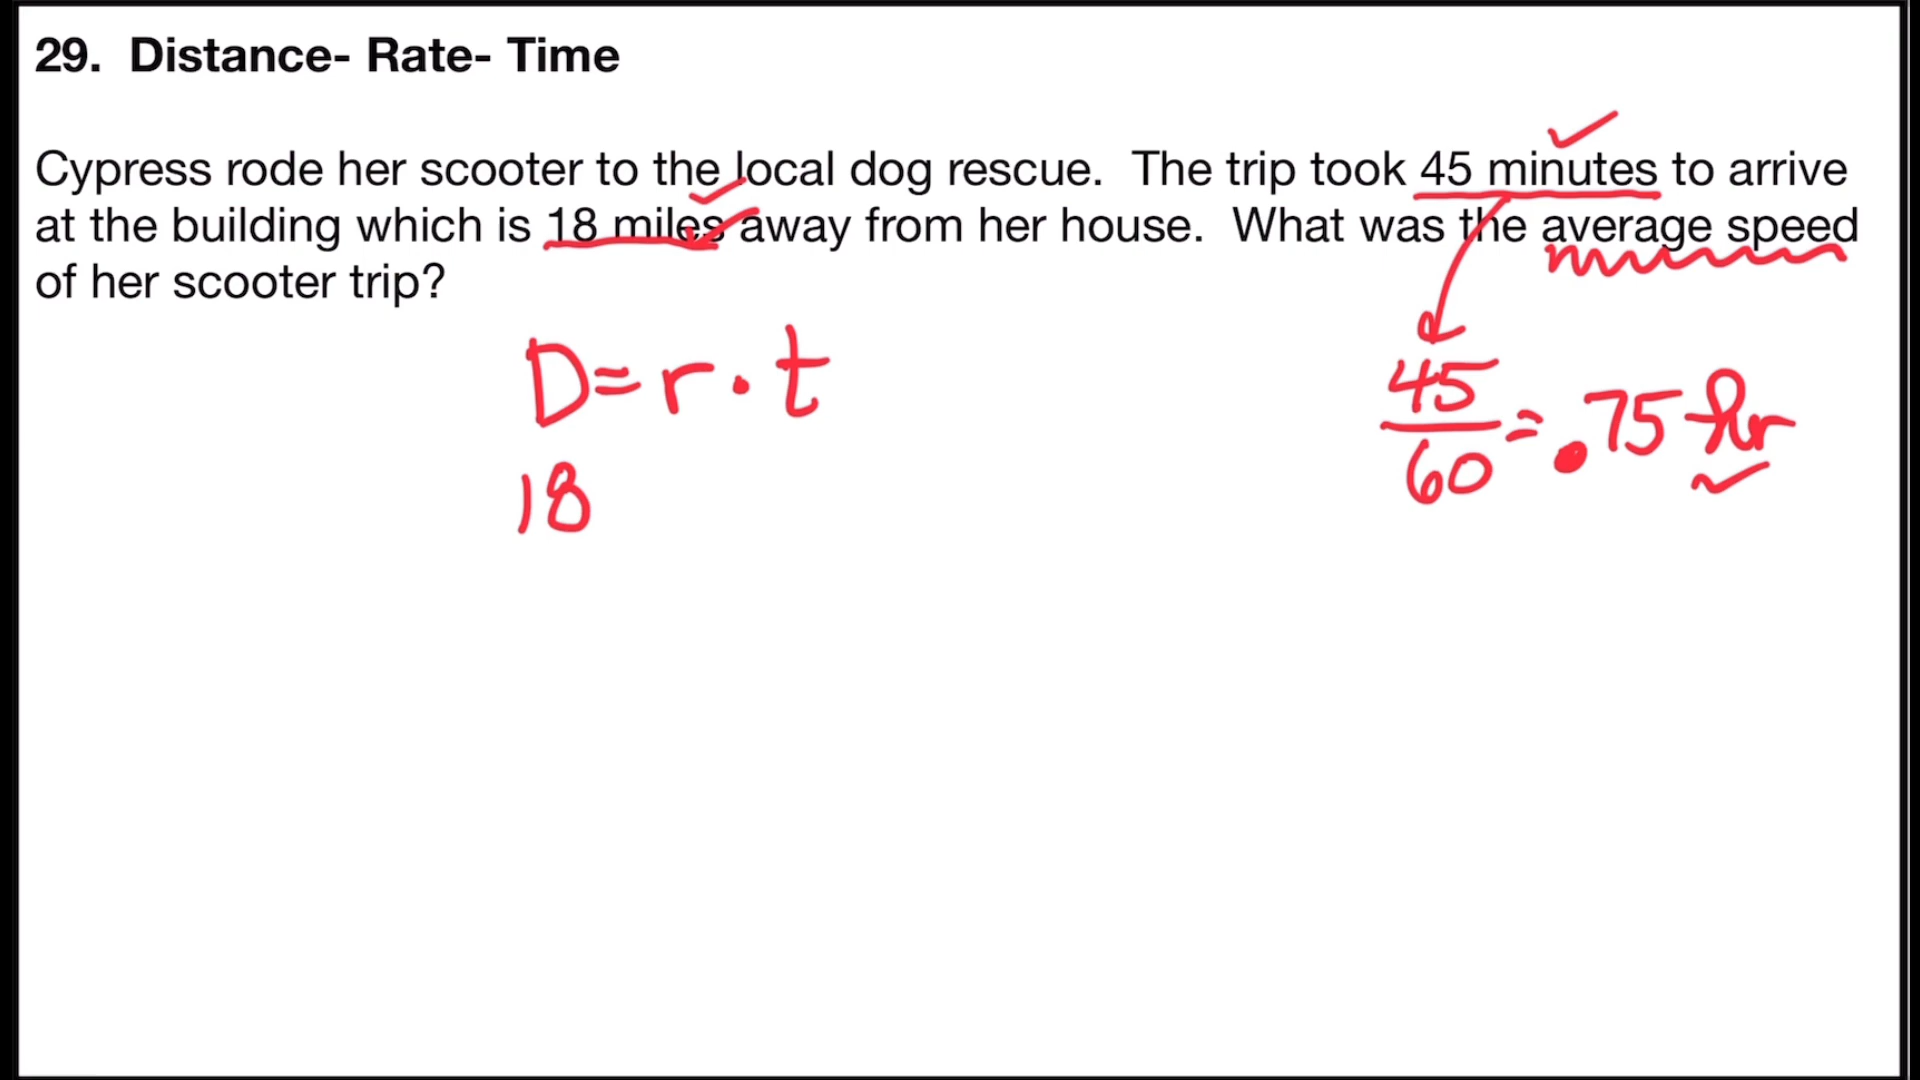 29. Distance- Rate- Time
Cypress rode her scooter to the local dog rescue. The trip took 45 minutes to arrive
at the building which is 18 miles away from her house. What was the average speed
of her scooter trip?
D=r·t
45/60=.75 hr
18